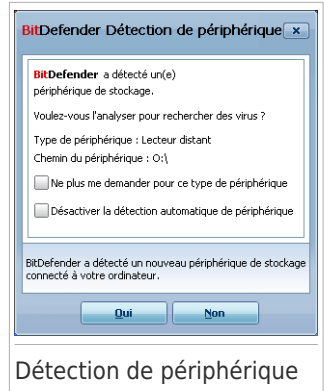 BitDefender Détection de périphérique
BitDefender a détecté un(e)
périphérique de stockage.
Voulez-vous l'analyser pour rechercher des virus ?
Type de périphérique : Lecteur distant
Chemin du périphérique : O:\
Ne plus me demander pour ce type de périphérique
Désactiver la détection automatique de périphérique
BitDefender a détecté un nouveau périphérique de stockage
connecté à votre ordinateur.
Oui Non
Détection de périphérique